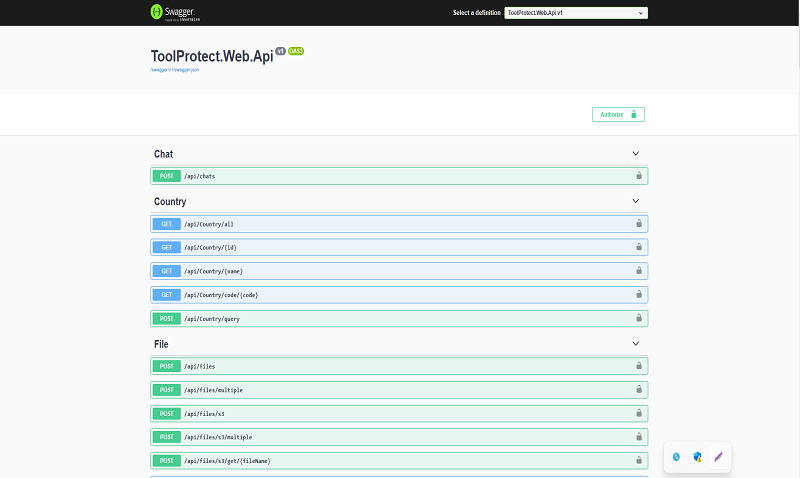 Swagger
Supported by SMARTBEAR
Select a definition
ToolProtect.Web.Api v1
ToolProtect.Web.Api v1 OAS3
/swagger/v1/swagger.json
Authorize
Chat
POST /api/chats
Country
GET /api/Country/all
GET /api/Country/{id}
GET /api/Country/{name}
GET /api/Country/code/{code}
POST /api/Country/query
File
POST /api/files
POST /api/files/multiple
POST /api/files/s3
POST /api/files/s3/multiple
POST /api/files/s3/get/{fileName}